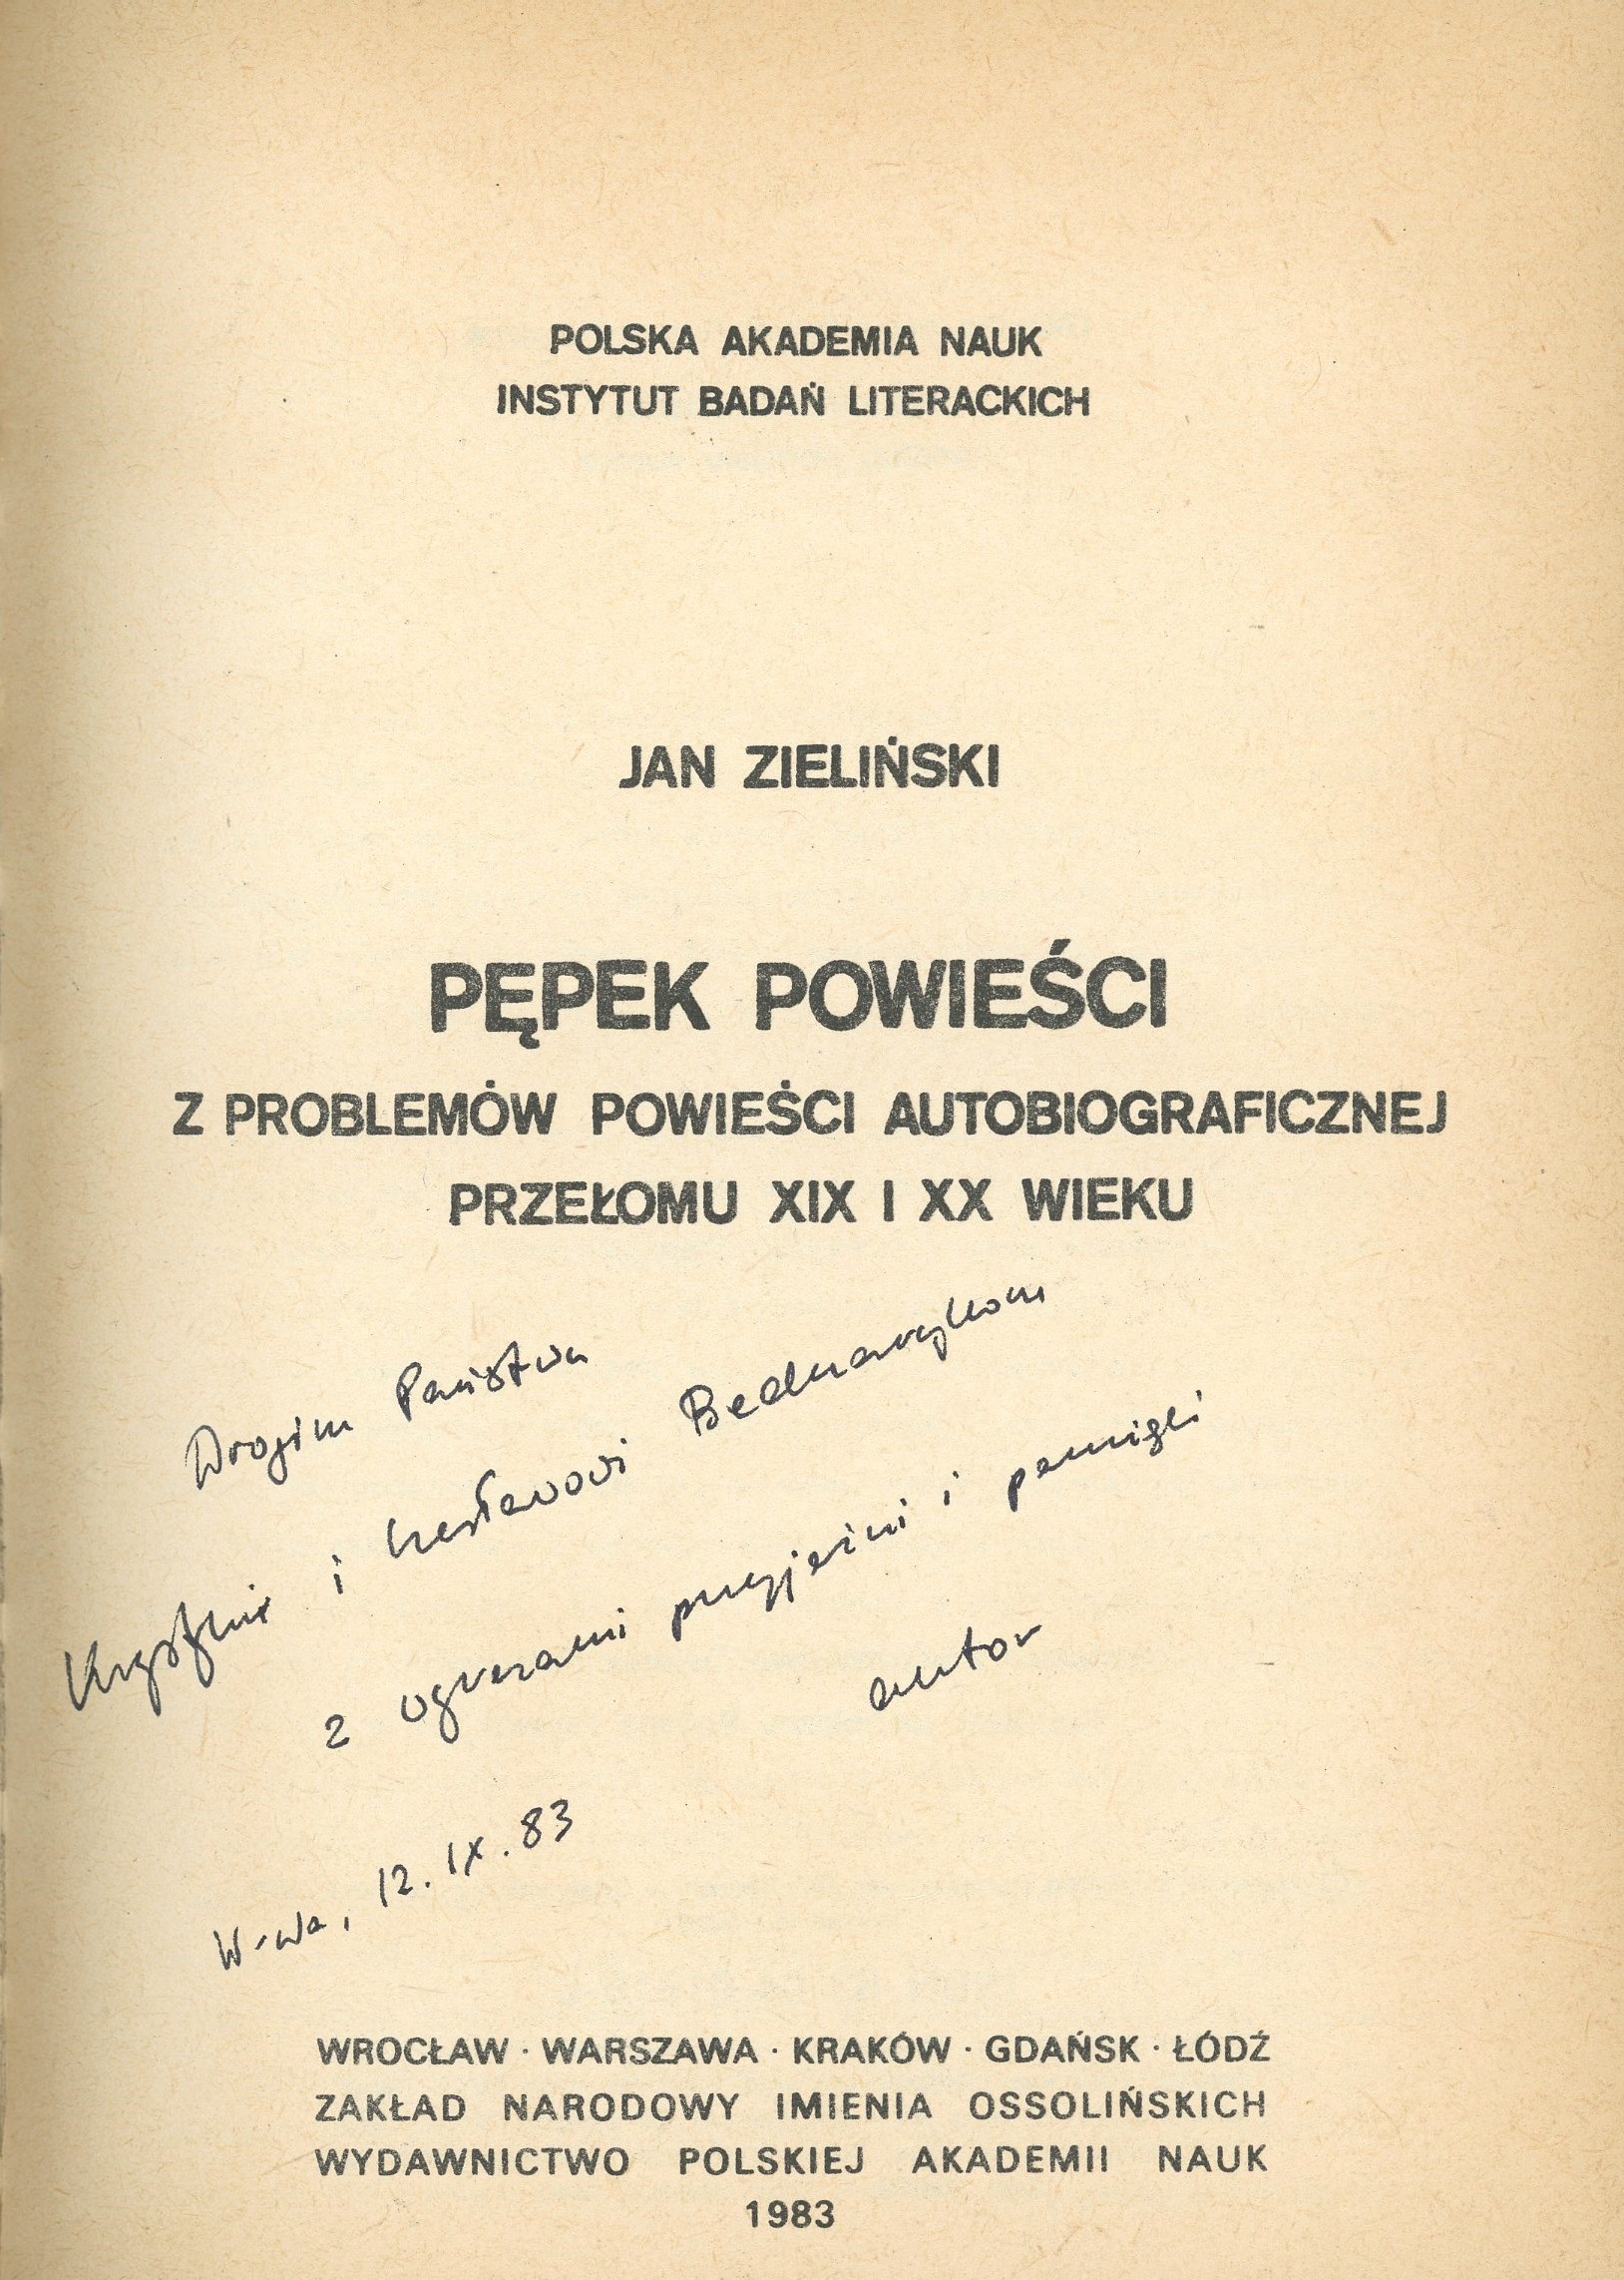 POLSKA AKADEMIA NAUK
INSTYTUT BADAŃ LITERACKICH
JAN ZIELIŃSKI
PĘPEK POWIEŚCI
Z PROBLEMÓW POWIEŚCI AUTOBIOGRAFICZNEJ
PRZEŁOMU XIX I XX WIEKU
Drogim Państwu
Krystynie i Czesławowi Bednarczykom
z wyrazami przyjaźni i pamięci
autor
W-wa, 12. IX. 83
WROCŁAW · WARSZAWA · KRAKÓW · GDAŃSK · ŁÓDŹ
ZAKŁAD NARODOWY IMIENIA OSSOLIŃSKICH
WYDAWNICTWO POLSKIEJ AKADEMII NAUK
1983